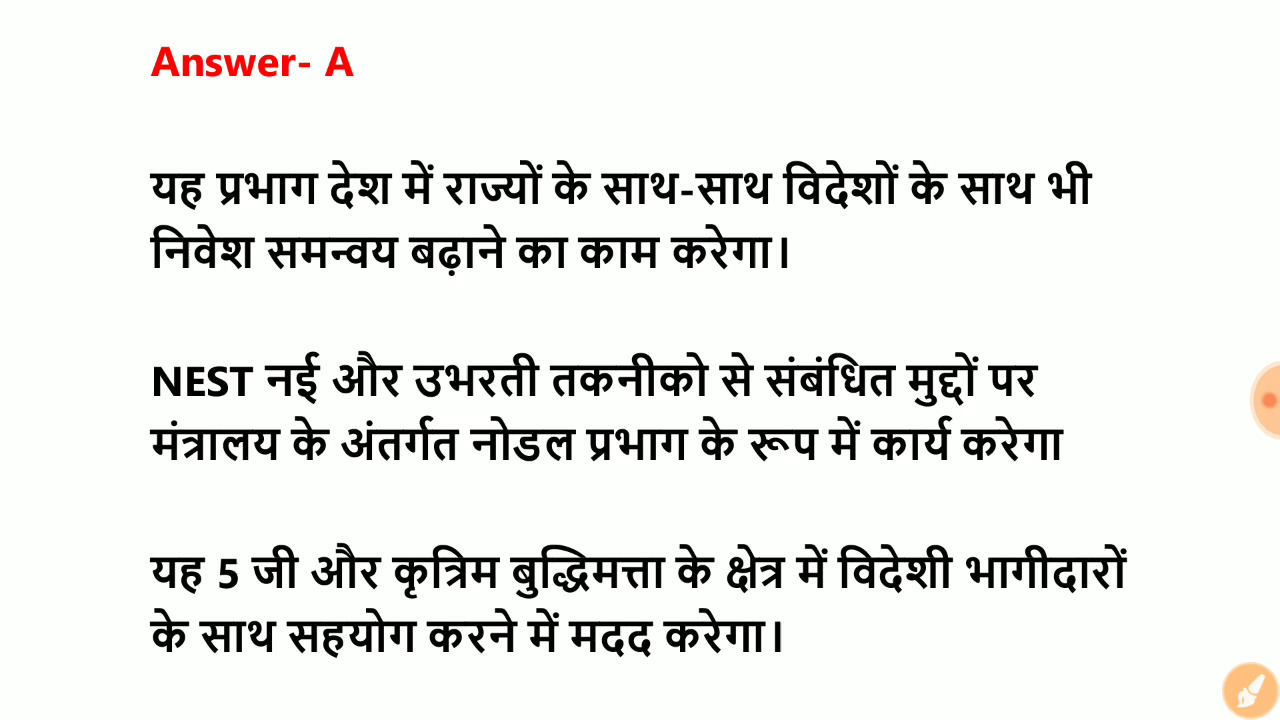 Answer- A
यह प्रभाग देश में राज्यों के साथ-साथ विदेशों के साथ भी
निवेश समन्वय बढ़ाने का काम करेगा।
NEST नई और उभरती तकनीको से संबंधित मुद्दों पर
मंत्रालय के अंतर्गत नोडल प्रभाग के रूप में कार्य करेगा
यह 5 जी और कृत्रिम बुद्धिमत्ता के क्षेत्र में विदेशी भागीदारों
के साथ सहयोग करने में मदद करेगा।